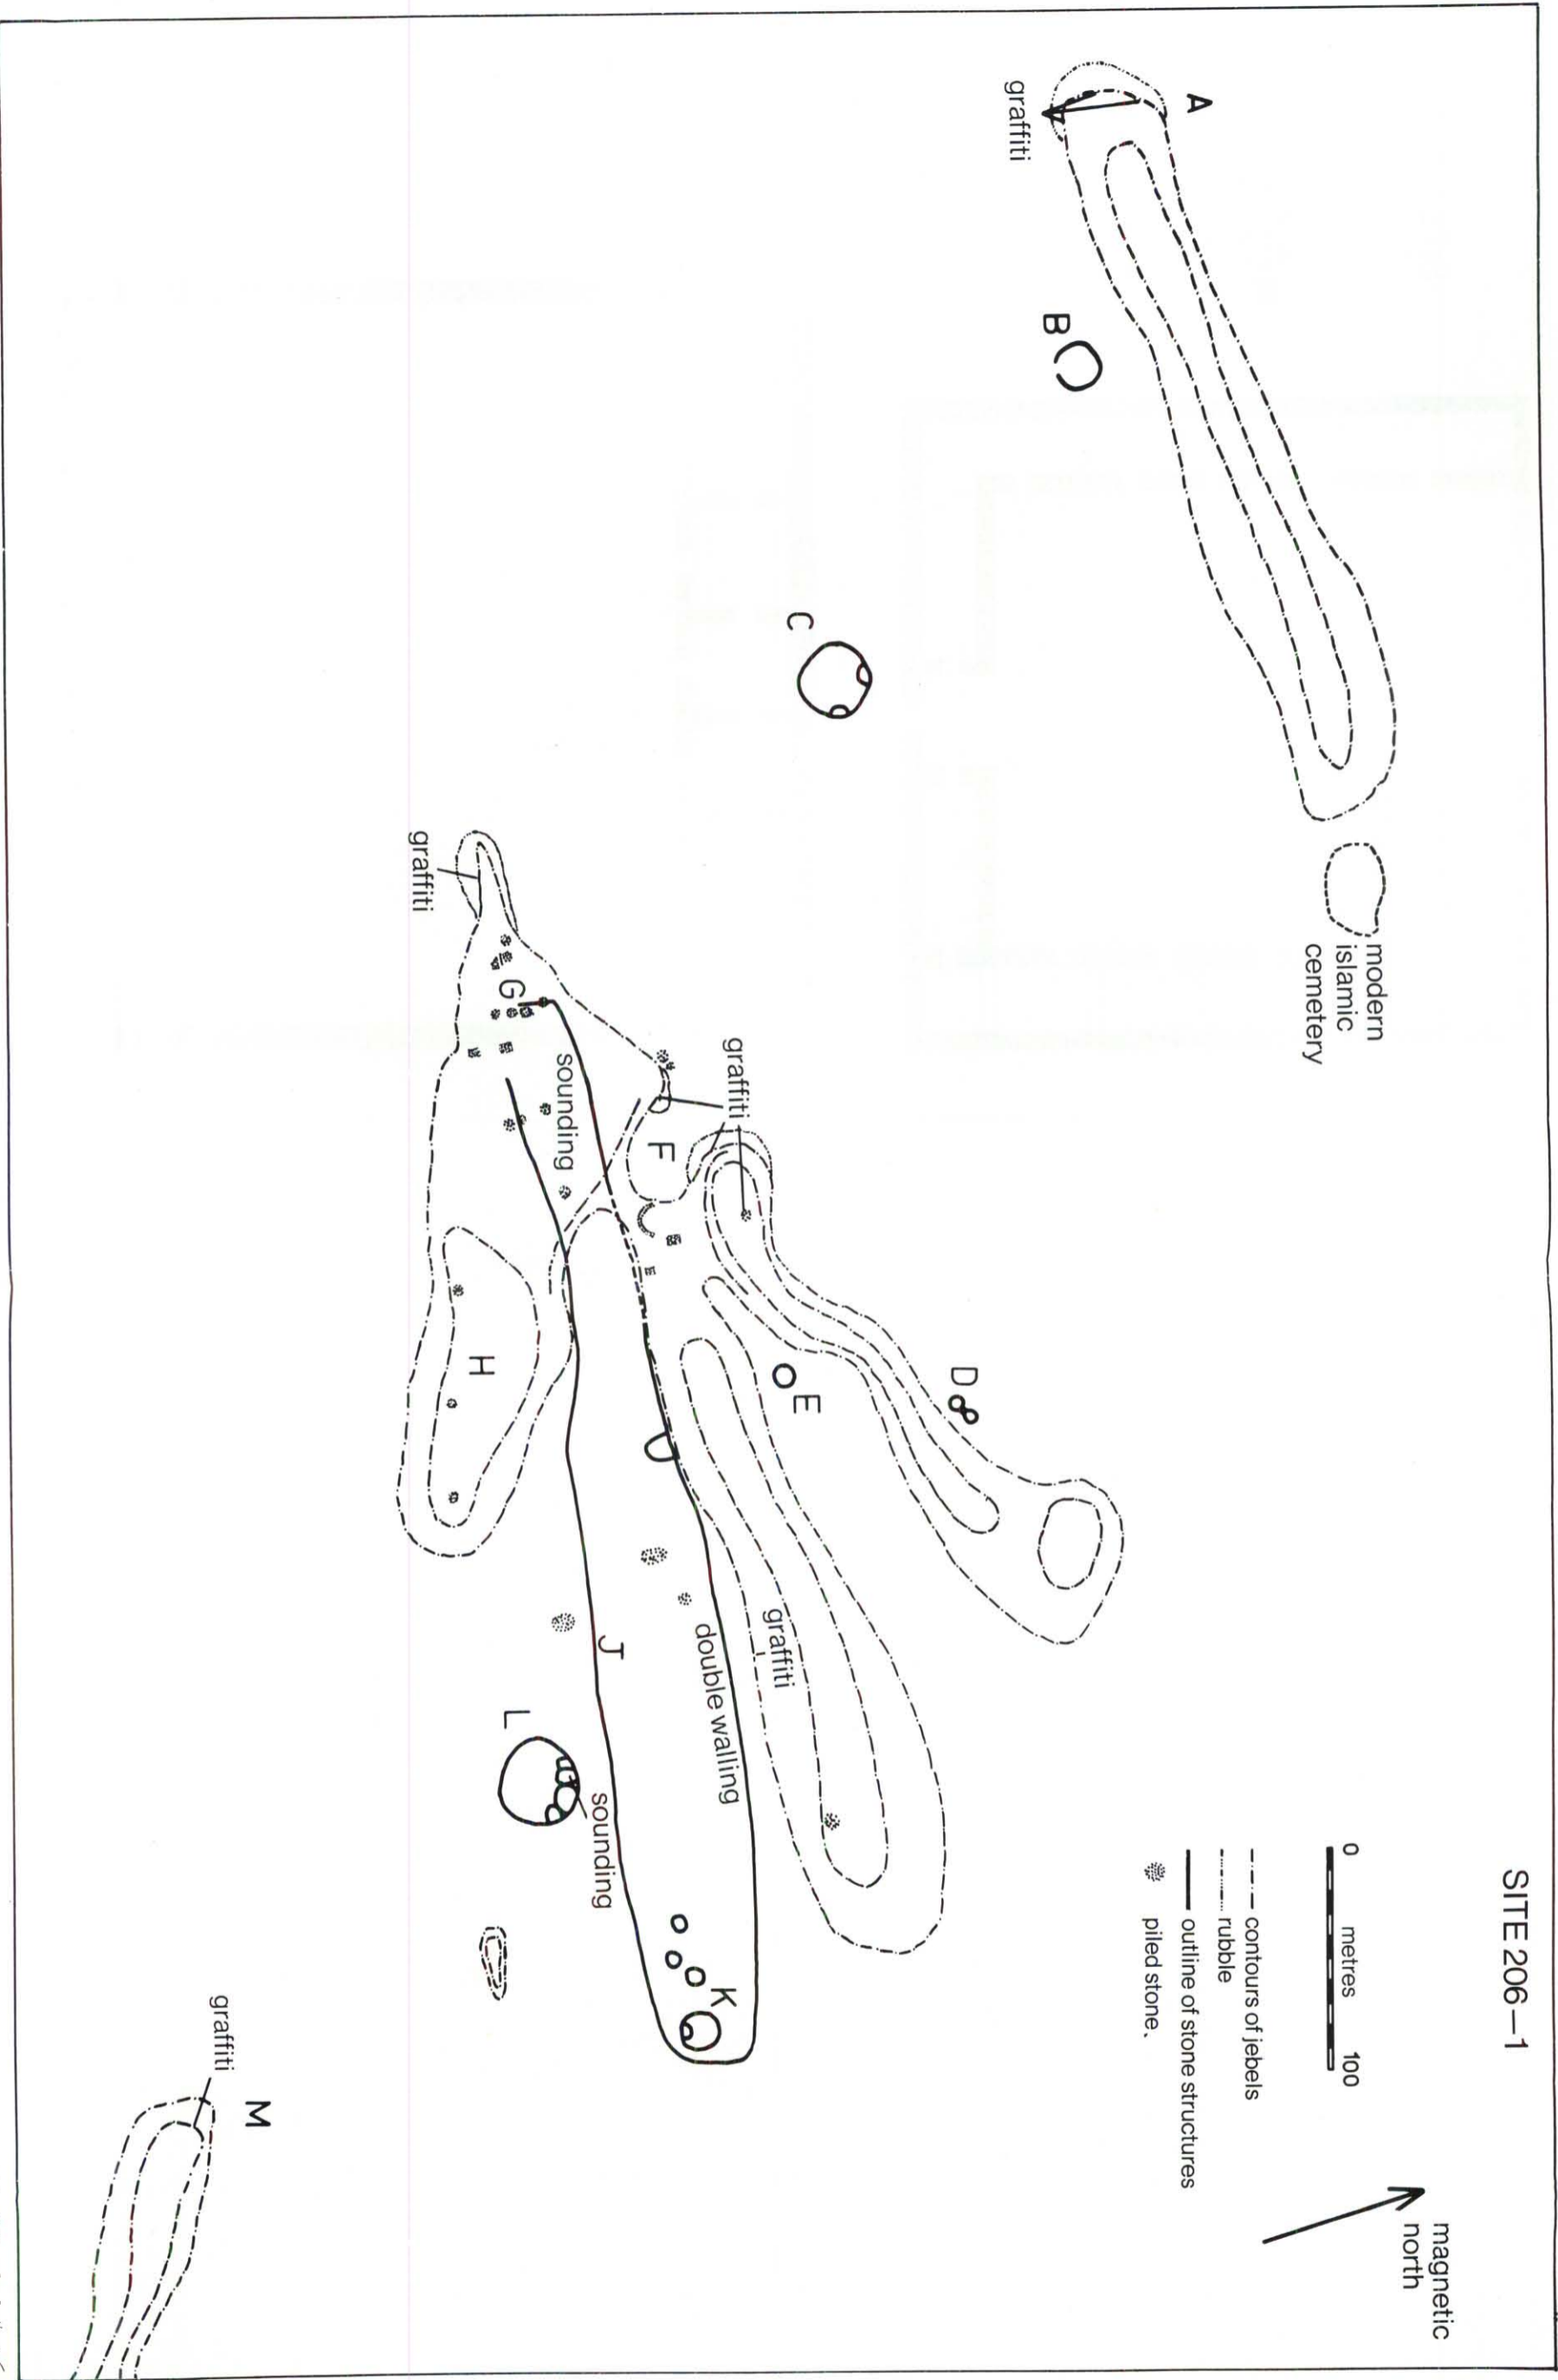 SITE 206–1
0 metres 100
contours of jebels
rubble
outline of stone structures
piled stone.
magnetic
north
A
graffiti
B
C
modern
islamic
cemetery
graffiti
G
sounding
graffiti
F
H
E
D
graffiti
double walling
J
L
sounding
K
graffiti
M